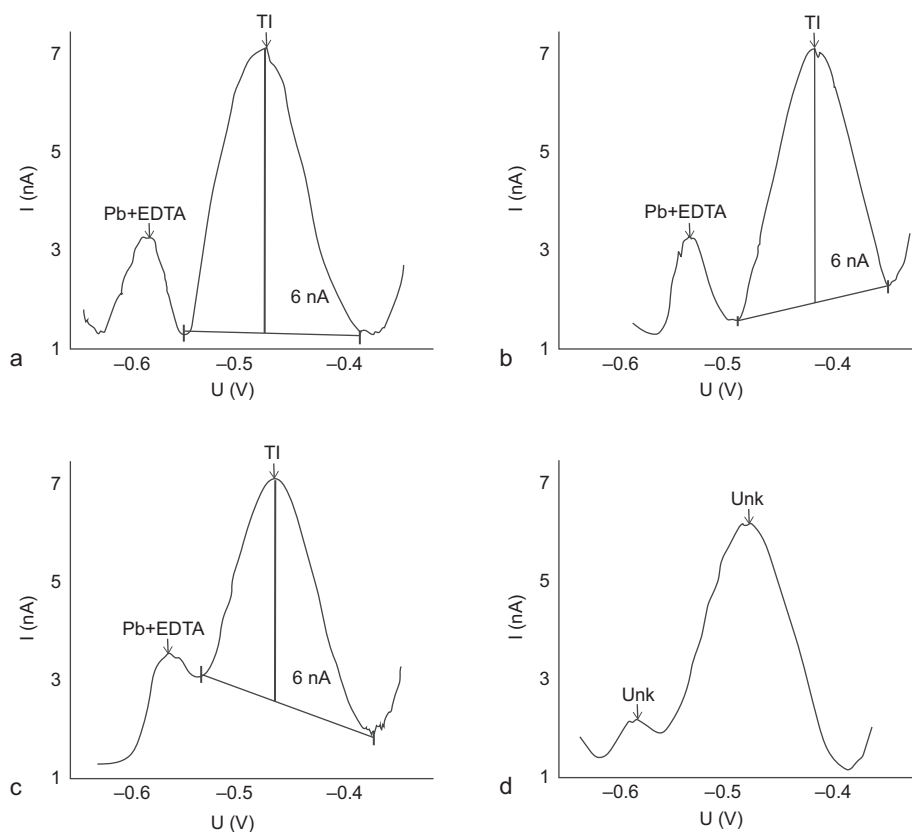 TI
7
5
I (nA)
Pb+EDTA
3
6 nA
1
a
–0.6
–0.5
–0.4
U (V)
TI
7
5
I (nA)
Pb+EDTA
3
6 nA
1
b
–0.6
–0.5
–0.4
U (V)
TI
7
5
I (nA)
Pb+EDTA
3
6 nA
1
c
–0.6
–0.5
–0.4
U (V)
7
Unk
5
I (nA)
3
Unk
1
d
–0.6
–0.5
–0.4
U (V)